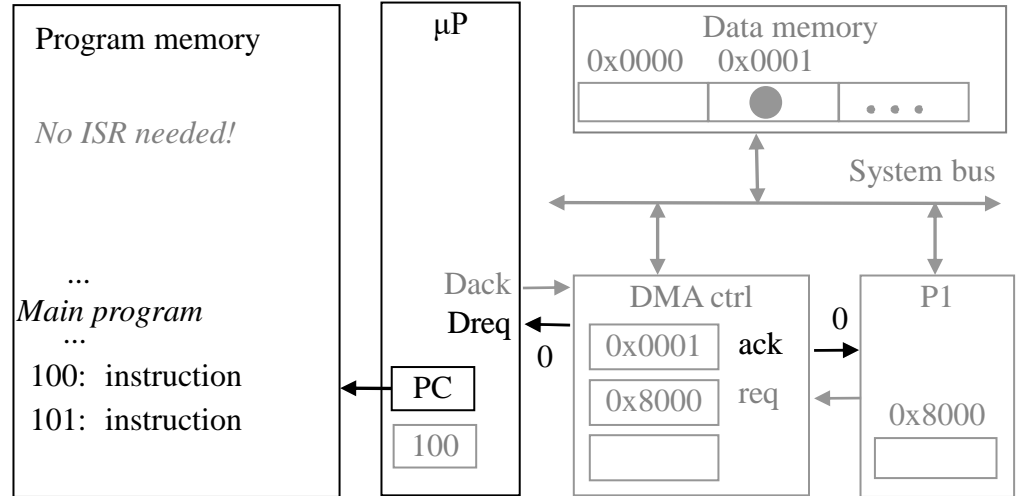 Program memory
No ISR needed!
...
Main program
...
100: instruction
101: instruction
μP
Dack
Dreq
0
PC
100
Data memory
0x0000 0x0001
...
System bus
DMA ctrl
0x0001
ack
0x8000
req
0
P1
0x8000